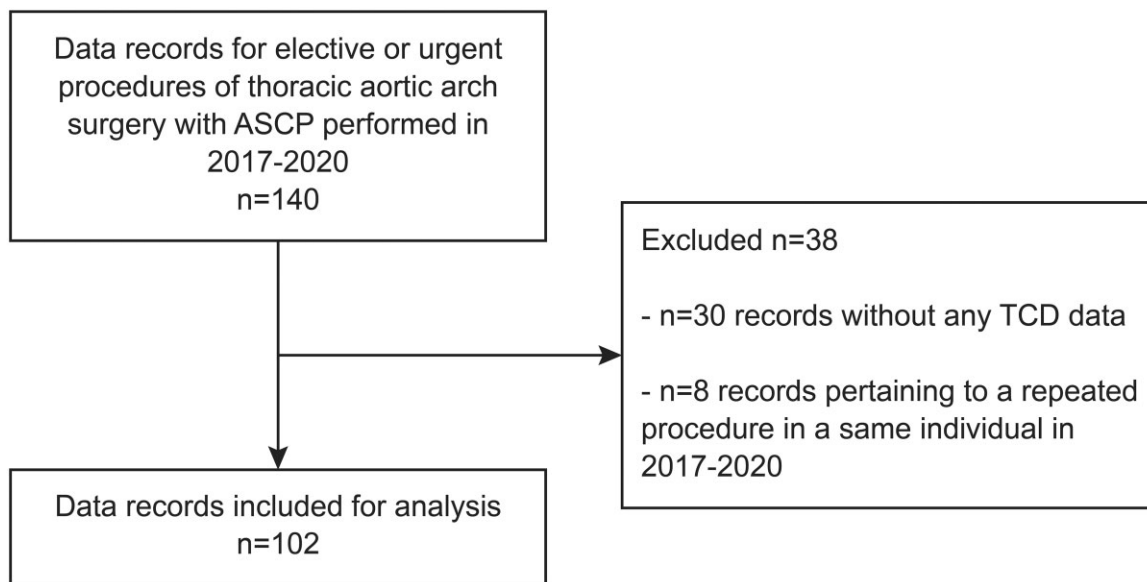 Data records for elective or urgent
procedures of thoracic aortic arch
surgery with ASCP performed in
2017-2020
n=140
Excluded n=38
- n=30 records without any TCD data
- n=8 records pertaining to a repeated
procedure in a same individual in
2017-2020
Data records included for analysis
n=102